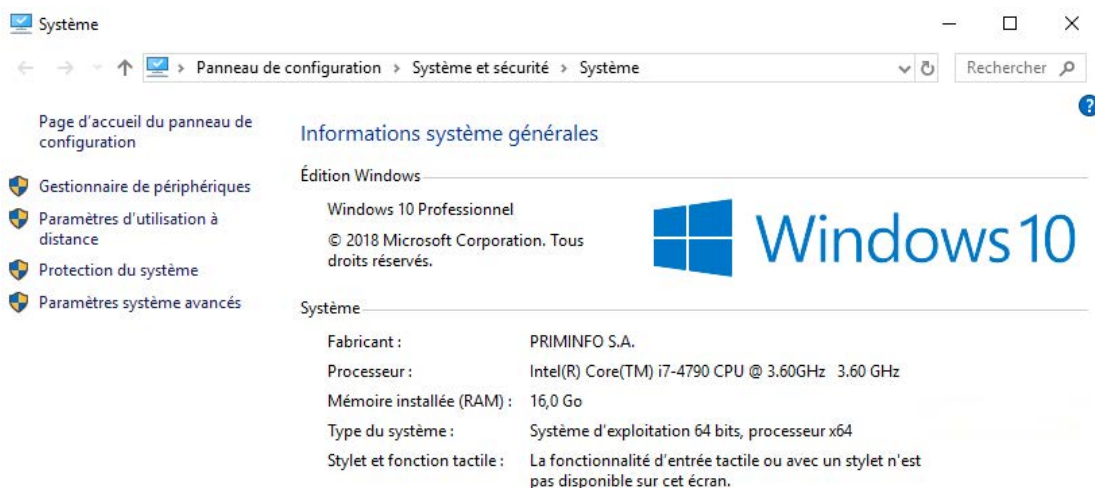 Système
Panneau de configuration > Système et sécurité > Système
Rechercher
?
Page d'accueil du panneau de
configuration
Gestionnaire de périphériques
Paramètres d'utilisation à
distance
Protection du système
Paramètres système avancés
Informations système générales
Édition Windows
Windows 10 Professionnel
© 2018 Microsoft Corporation. Tous
droits réservés.
Windows 10
Système
Fabricant : PRIMINFO S.A.
Processeur : Intel(R) Core(TM) i7-4790 CPU @ 3.60GHz 3.60 GHz
Mémoire installée (RAM) : 16,0 Go
Type du système : Système d'exploitation 64 bits, processeur x64
Stylet et fonction tactile : La fonctionnalité d'entrée tactile ou avec un stylet n'est
pas disponible sur cet écran.